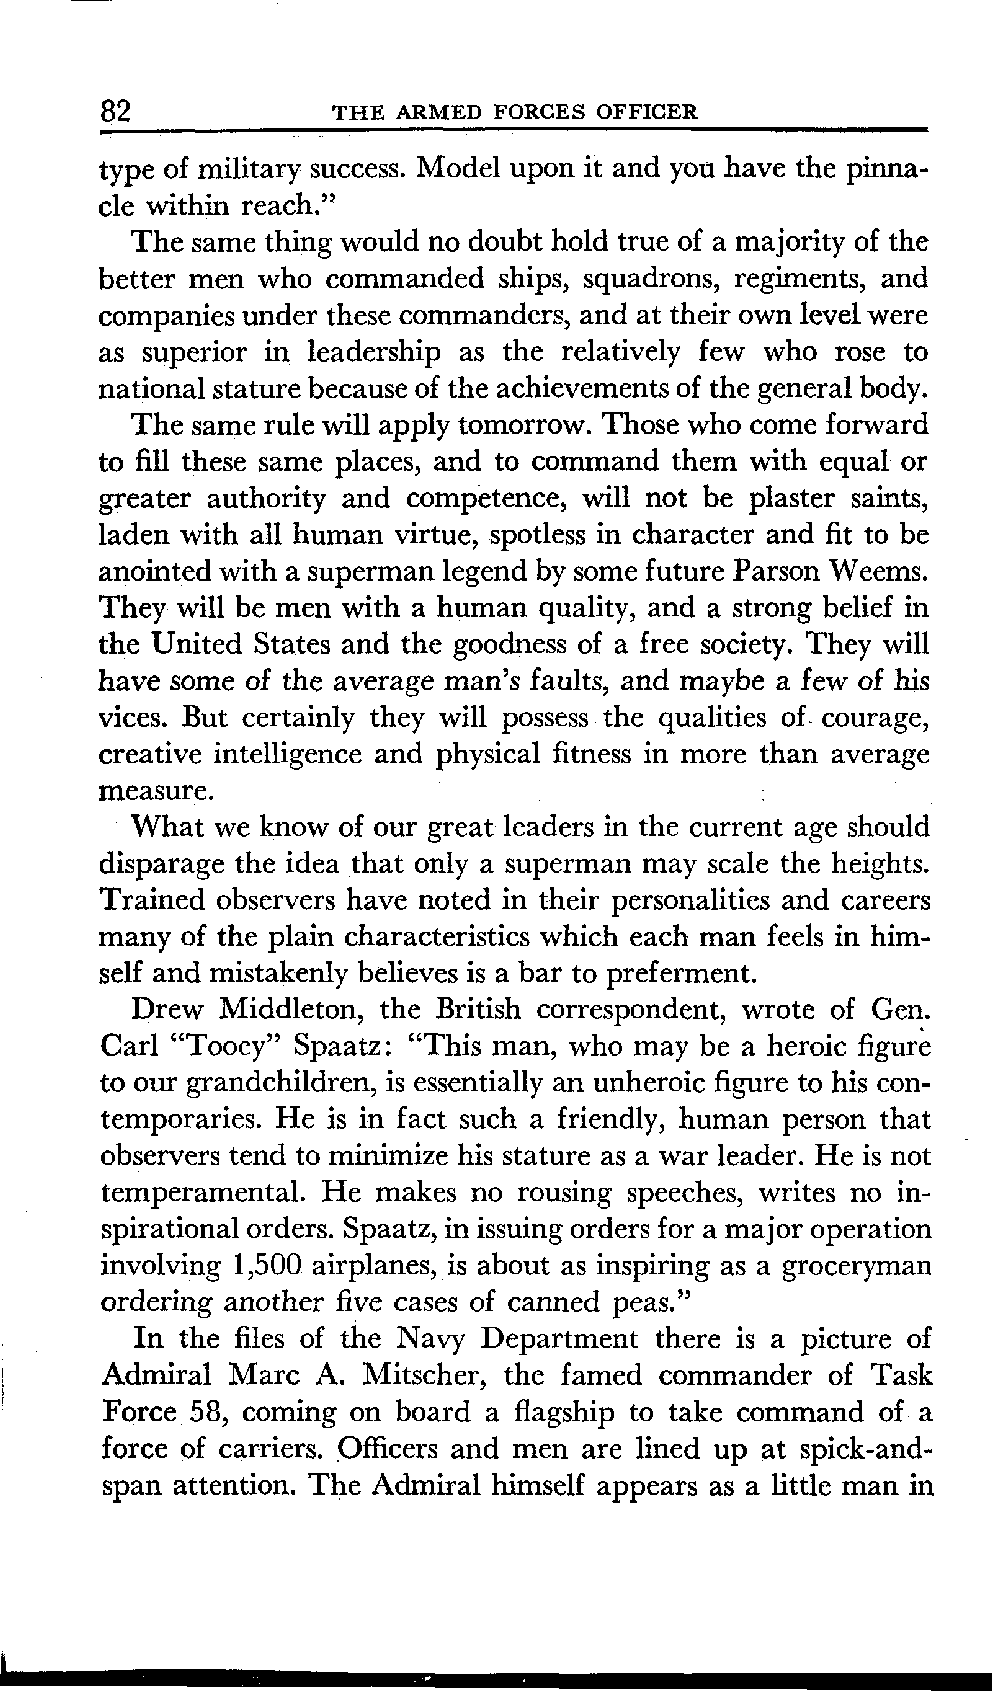 82 THE ARMED FORCES OFFICER
type of military success. Model upon it and you have the pinna-
cle within reach.”
The same thing would no doubt hold true of a majority of the
better men who commanded ships, squadrons, regiments, and
companies under these commanders, and at their own level were
as superior in leadership as the relatively few who rose to
national stature because of the achievements of the general body.
The same rule will apply tomorrow. Those who come forward
to fill these same places, and to command them with equal or
greater authority and competence, will not be plaster saints,
laden with all human virtue, spotless in character and fit to be
anointed with a superman legend by some future Parson Weems.
They will be men with a human quality, and a strong belief in
the United States and the goodness of a free society. They will
have some of the average man’s faults, and maybe a few of his
vices. But certainly they will possess the qualities of courage,
creative intelligence and physical fitness in more than average
measure.
What we know of our great leaders in the current age should
disparage the idea that only a superman may scale the heights.
Trained observers have noted in their personalities and careers
many of the plain characteristics which each man feels in him-
self and mistakenly believes is a bar to preferment.
Drew Middleton, the British correspondent, wrote of Gen.
Carl “Tooey” Spaatz: “This man, who may be a heroic figure
to our grandchildren, is essentially an unheroic figure to his con-
temporaries. He is in fact such a friendly, human person that
observers tend to minimize his stature as a war leader. He is not
temperamental. He makes no rousing speeches, writes no in-
spirational orders. Spaatz, in issuing orders for a major operation
involving 1,500 airplanes, is about as inspiring as a groceryman
ordering another five cases of canned peas.”
In the files of the Navy Department there is a picture of
Admiral Marc A. Mitscher, the famed commander of Task
Force 58, coming on board a flagship to take command of a
force of carriers. Officers and men are lined up at spick-and-
span attention. The Admiral himself appears as a little man in